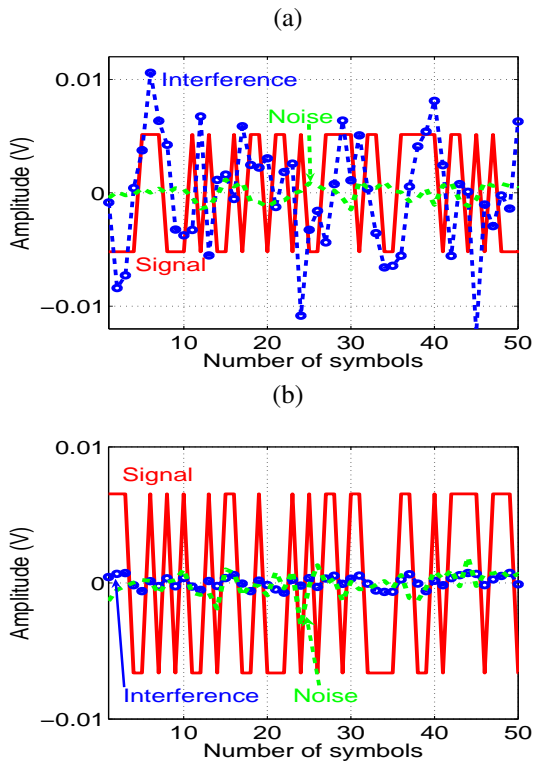 (a)
0.01
Interference
Noise
Amplitude (V)
0
Signal
−0.01
10
20
30
40
50
Number of symbols
(b)
0.01
Signal
Amplitude (V)
0
Interference
Noise
−0.01
10
20
30
40
50
Number of symbols